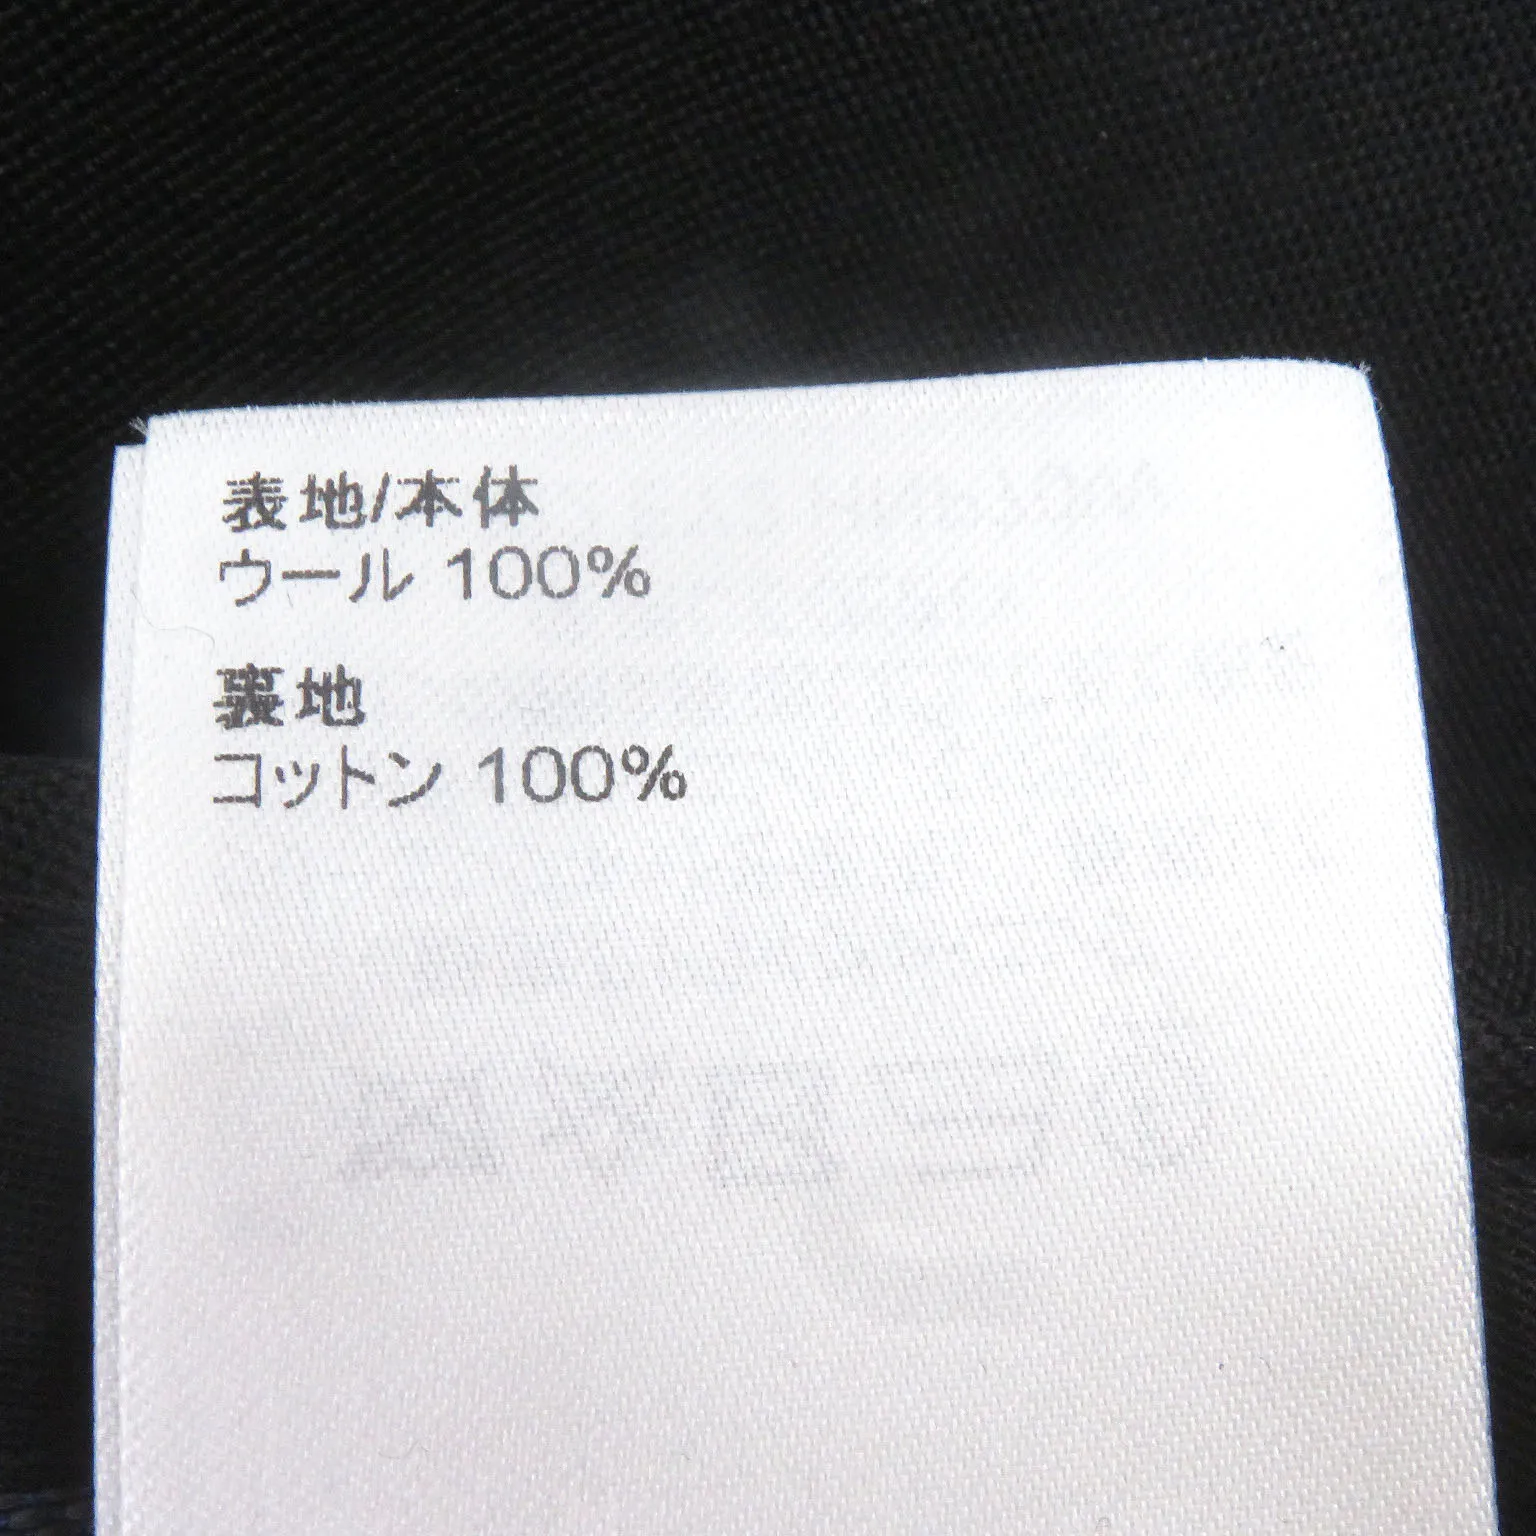 表地/本体
ウール 100%
裏地
コットン 100%